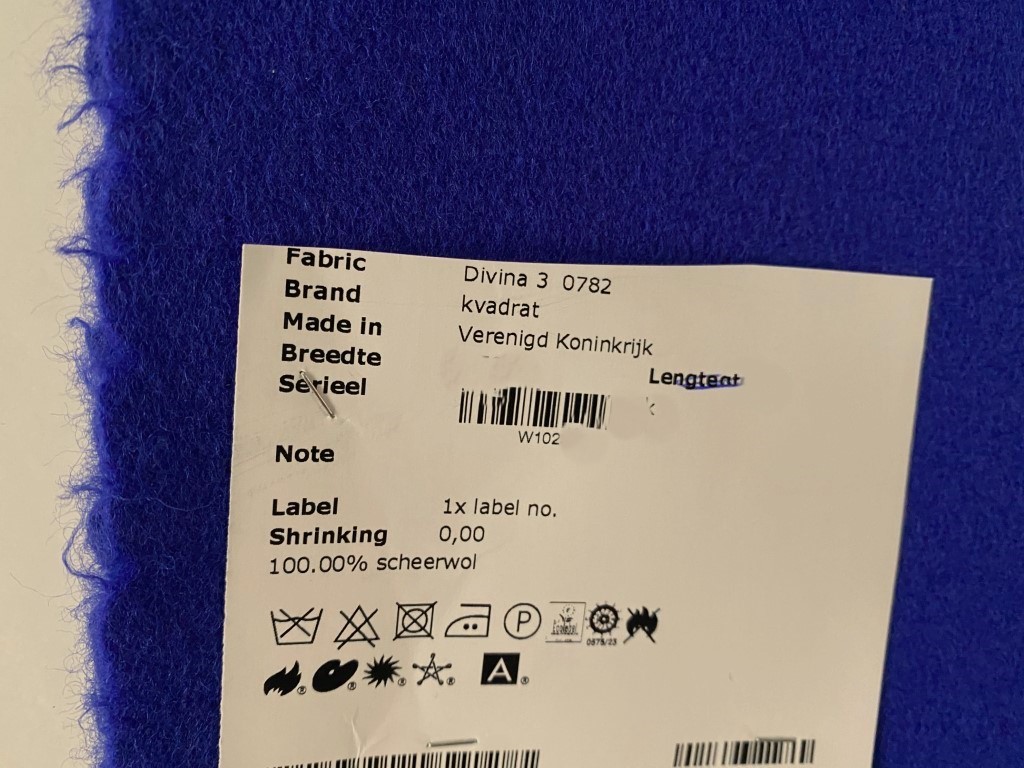 Fabric Divina 3 0782
Brand kvadrat
Made in Verenigd Koninkrijk
Breedte
Serieel
W102
Note
Label 1x label no.
Shrinking 0,00
100.00% scheerwol
P
A